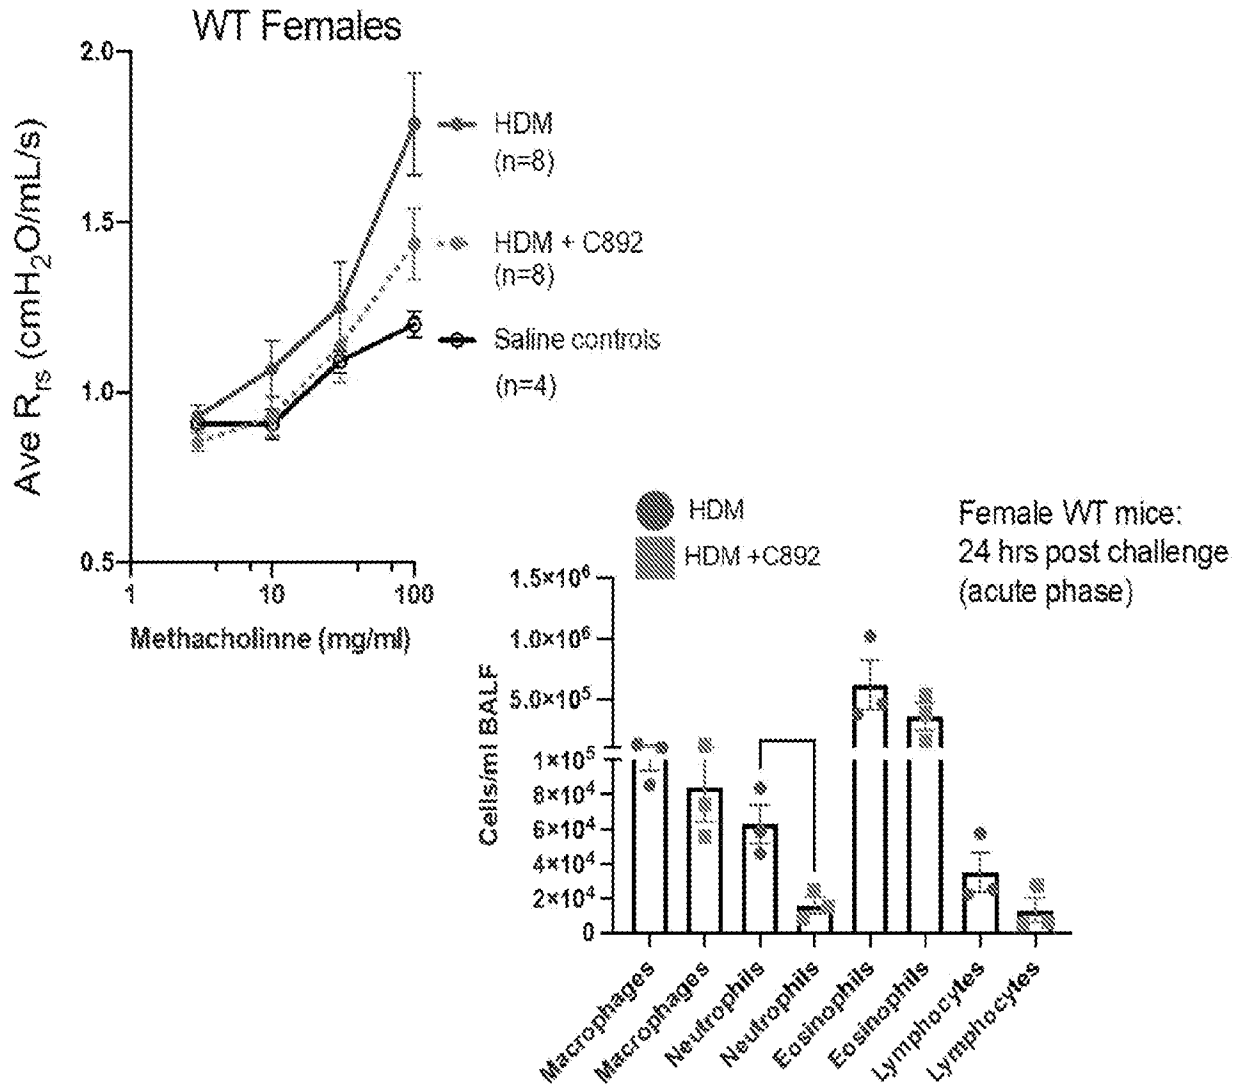 WT Females
2.0
1.5
1.0
0.5
Ave Rrs (cmH2O/mL/s)
HDM
(n=8)
HDM + C892
(n=8)
Saline controls
(n=4)
1 10 100
Methacholinne (mg/ml)
HDM
HDM +C892
Female WT mice:
24 hrs post challenge
(acute phase)
Cells/ml BALF
1.5×10⁶
1.0×10⁶
5.0×10⁵
1×10⁵
8×10⁴
6×10⁴
4×10⁴
2×10⁴
0
Macrophages
Macrophages
Neutrophils
Neutrophils
Eosinophils
Eosinophils
Lymphocytes
Lymphocytes